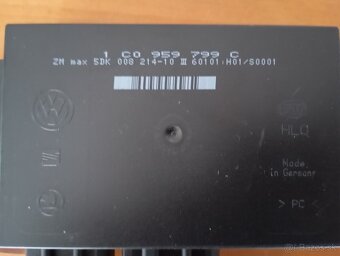 1 C0 959 799 C
ZM max 5DK 008 214-10 III 60101 H01/S0001
HLO
Made
in Germany
> PC <